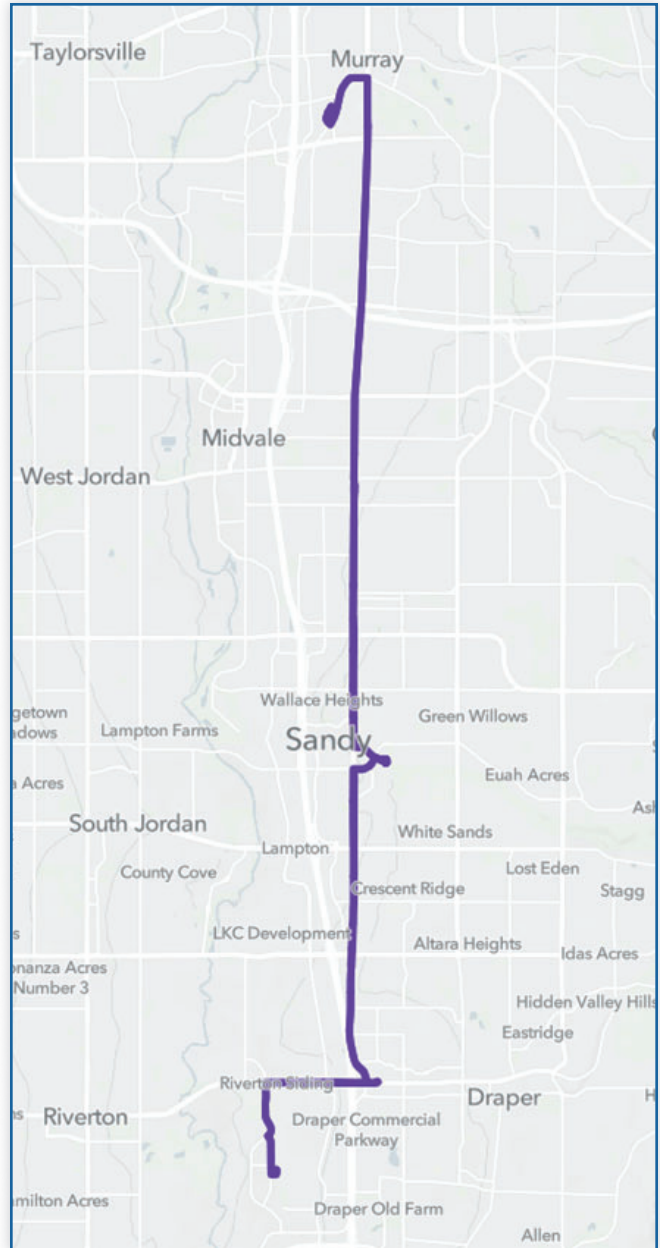 Taylorsville
Murray
Midvale
West Jordan
Wallace Heights
getown
adows
Lampton Farms
Green Willows
Sandy
a Acres
Euah Acres
Ash
South Jordan
White Sands
Lampton
County Cove
Lost Eden
Crescent Ridge
Stagg
LKC Development
Altara Heights
Idas Acres
onanza Acres
Number 3
Hidden Valley Hills
Eastridge
Riverton Siding
Draper
H
Riverton
Draper Commercial
Parkway
amilton Acres
Draper Old Farm
Allen